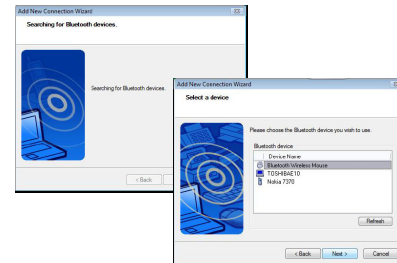 Add New Connection Wizard
Searching for Bluetooth devices.
Searching for Bluetooth devices.
< Back
Add New Connection Wizard
Select a device
Please choose the Bluetooth device you wish to use.
Bluetooth device
Device Name
Bluetooth Wireless Mouse
TOSHIBAE10
Nokia 7370
Refresh
< Back
Next >
Cancel